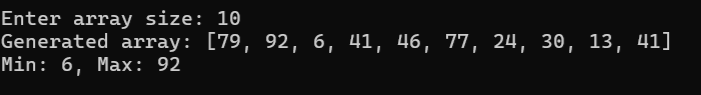 Enter array size: 10
Generated array: [79, 92, 6, 41, 46, 77, 24, 30, 13, 41]
Min: 6, Max: 92